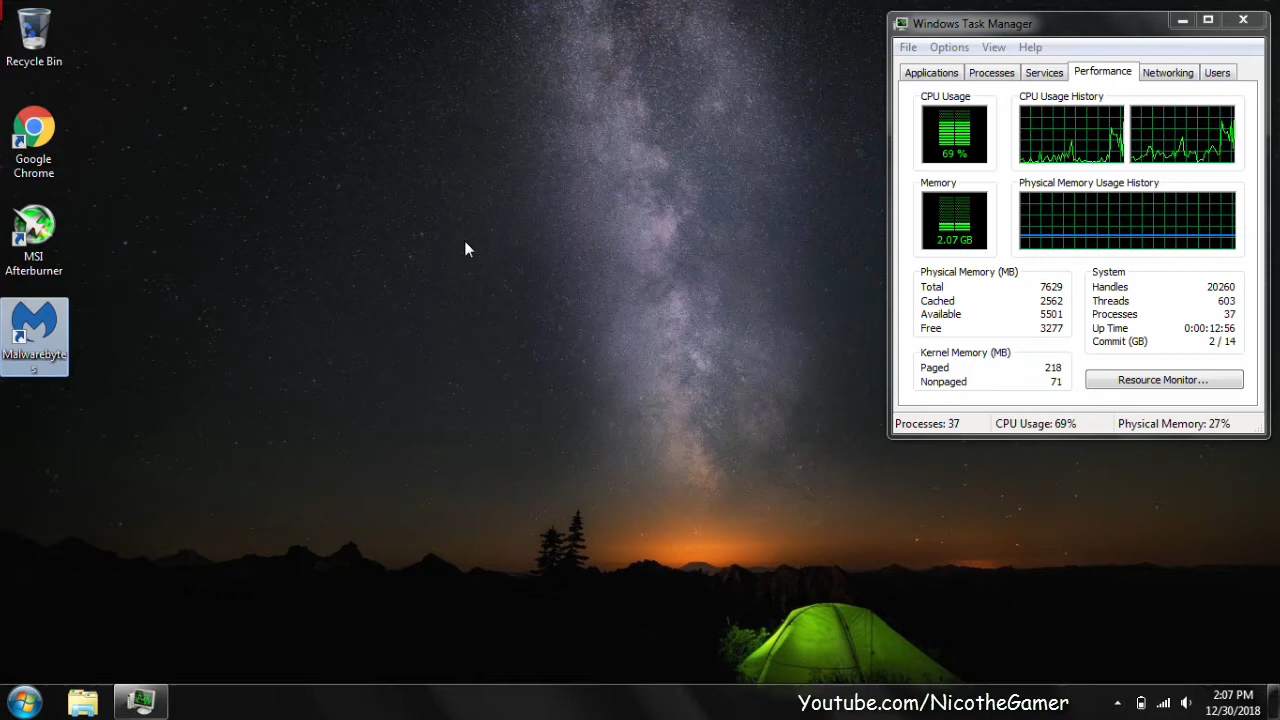 Recycle Bin
Google
Chrome
MSI
Afterburner
Malwarebyte
s
Windows Task Manager
File Options View Help
Applications Processes Services Performance Networking Users
CPU Usage CPU Usage History
69 %
Memory Physical Memory Usage History
2.07 GB
Physical Memory (MB)
Total 7629
Cached 2562
Available 5501
Free 3277
Kernel Memory (MB)
Paged 218
Nonpaged 71
System
Handles 20260
Threads 603
Processes 37
Up Time 0:00:12:56
Commit (GB) 2 / 14
Resource Monitor...
Processes: 37 CPU Usage: 69% Physical Memory: 27%
Youtube.com/NicotheGamer
2:07 PM
12/30/2018